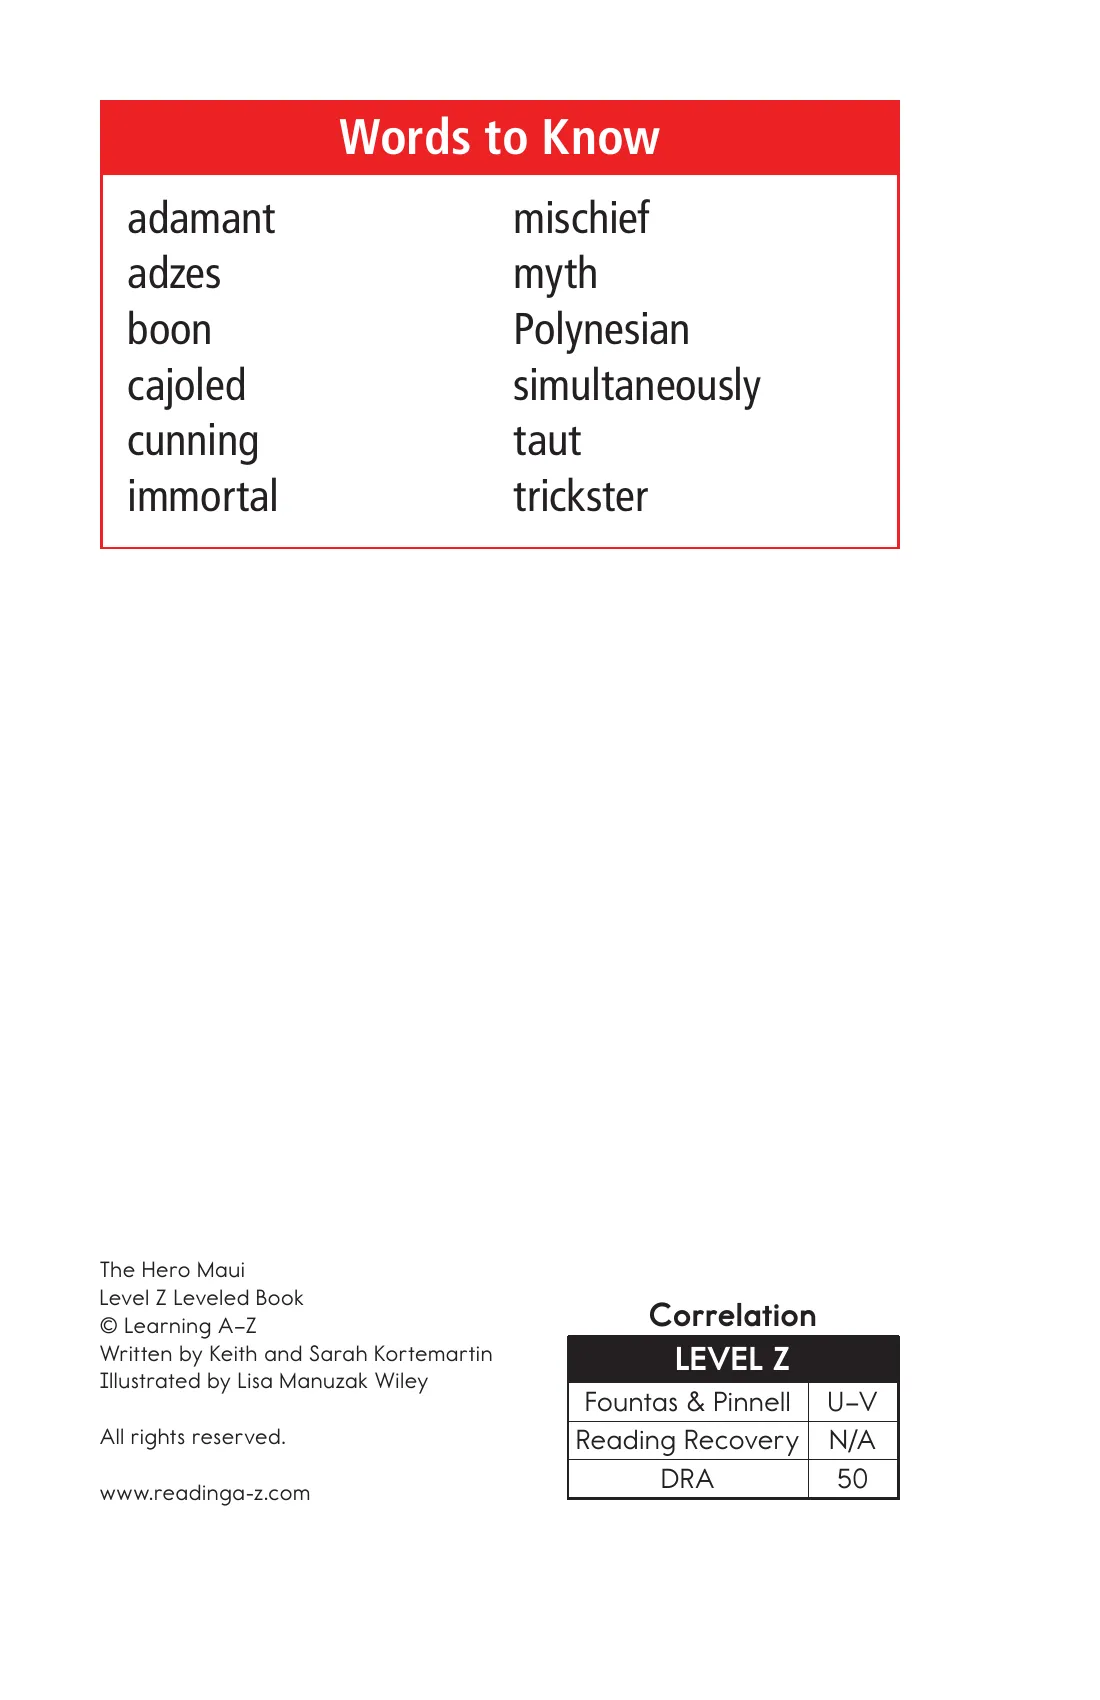 Words to Know
adamant
adzes
boon
cajoled
cunning
immortal
mischief
myth
Polynesian
simultaneously
taut
trickster
The Hero Maui
Level Z Leveled Book
© Learning A–Z
Written by Keith and Sarah Kortemartin
Illustrated by Lisa Manuzak Wiley
All rights reserved.
www.readinga-z.com
Correlation
LEVEL Z
Fountas & Pinnell U–V
Reading Recovery N/A
DRA 50